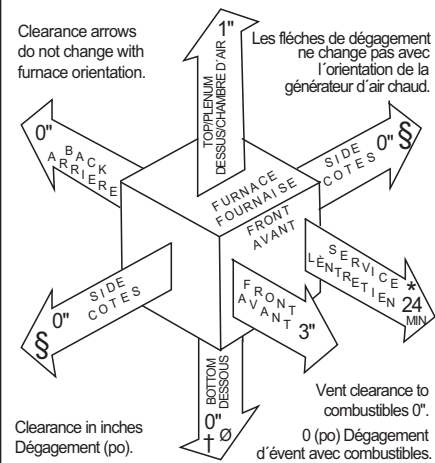 Clearance arrows
do not change with
furnace orientation.
Les fléches de dégagement
ne change pas avec
l´orientation de la
générateur d´air chaud.
1"
TOP/PLENUM
DESSUS/CHAMBRE D´AIR
0"
BACK
ARRIERE
SIDE
COTES
0" §
FURNACE
FOURNAISE
FRONT
AVANT
SERVICE
LÈNTRETIEN
*
24
MIN
§ 0"
SIDE
COTES
FRONT
AVANT
3"
BOTTOM
DESSOUS
0"
† Ø
Vent clearance to
combustibles 0".
0 (po) Dégagement
d´évent avec combustibles.
Clearance in inches
Dégagement (po).